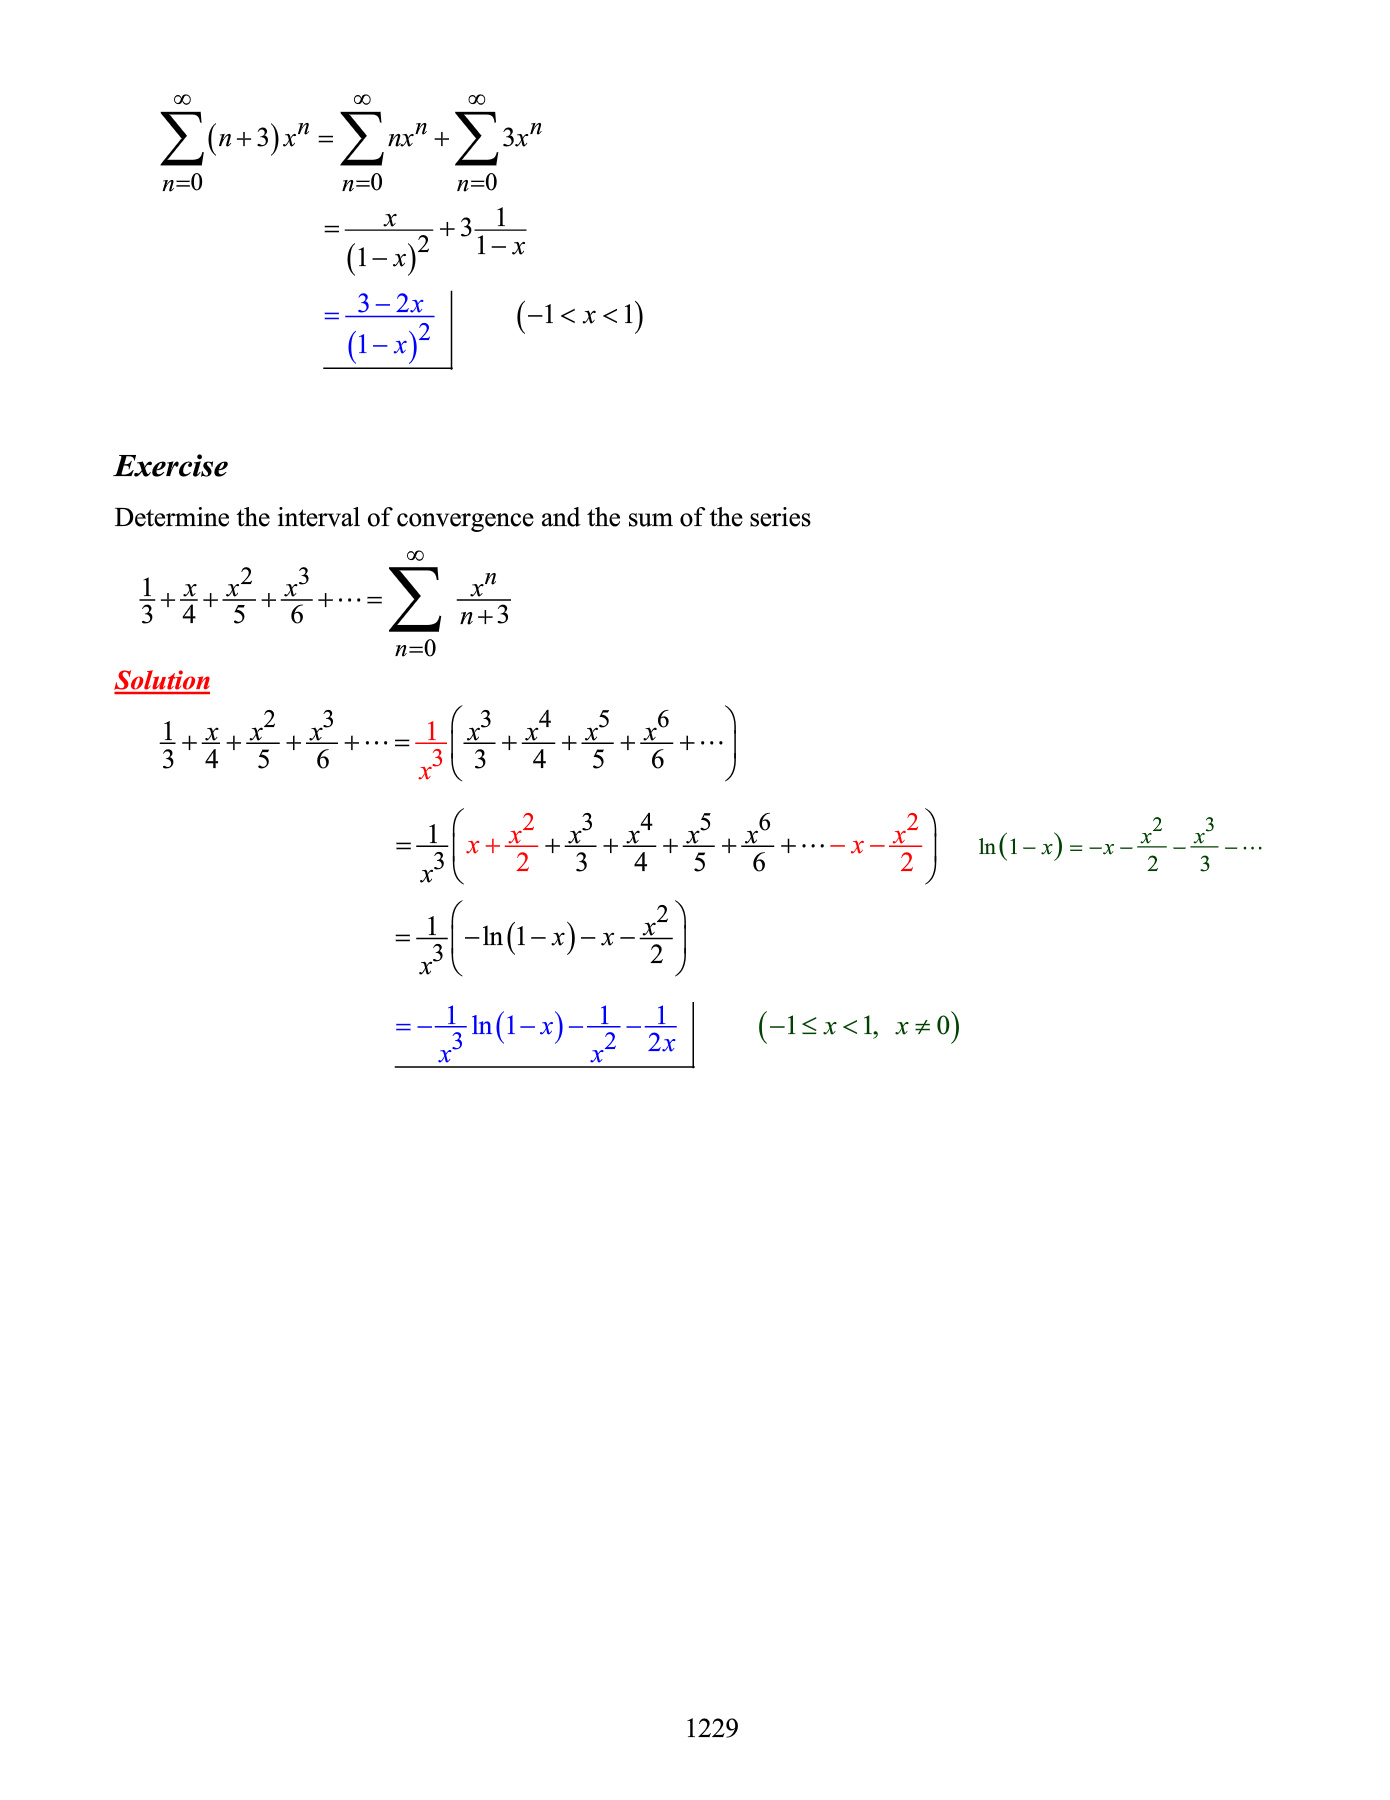 $\sum_{n=0}^{\infty}(n+3)x^n = \sum_{n=0}^{\infty} nx^n + \sum_{n=0}^{\infty} 3x^n$
$= \frac{x}{(1-x)^2} + 3\frac{1}{1-x}$
$= \frac{3-2x}{(1-x)^2} \quad (-1 < x < 1)$
Exercise
Determine the interval of convergence and the sum of the series
$\frac{1}{3} + \frac{x}{4} + \frac{x^2}{5} + \frac{x^3}{6} + \cdots = \sum_{n=0}^{\infty} \frac{x^n}{n+3}$
Solution
$\frac{1}{3} + \frac{x}{4} + \frac{x^2}{5} + \frac{x^3}{6} + \cdots = \frac{1}{x^3}\left(\frac{x^3}{3} + \frac{x^4}{4} + \frac{x^5}{5} + \frac{x^6}{6} + \cdots\right)$
$= \frac{1}{x^3}\left(x + \frac{x^2}{2} + \frac{x^3}{3} + \frac{x^4}{4} + \frac{x^5}{5} + \frac{x^6}{6} + \cdots - x - \frac{x^2}{2}\right) \quad \ln(1-x) = -x - \frac{x^2}{2} - \frac{x^3}{3} - \cdots$
$= \frac{1}{x^3}\left(-\ln(1-x) - x - \frac{x^2}{2}\right)$
$= -\frac{1}{x^3}\ln(1-x) - \frac{1}{x^2} - \frac{1}{2x} \quad (-1 \leq x < 1, \; x \neq 0)$
1229